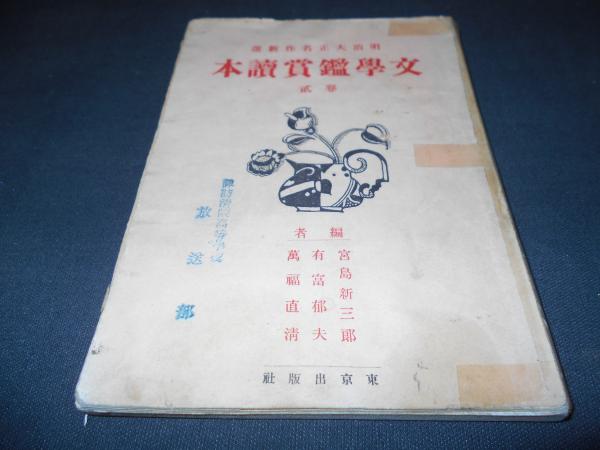 明治大正名作新選
文學鑑賞讀本
卷貳
編者
宮島新三郎
有富郁夫
萬福直淸
東京出版社
放送部